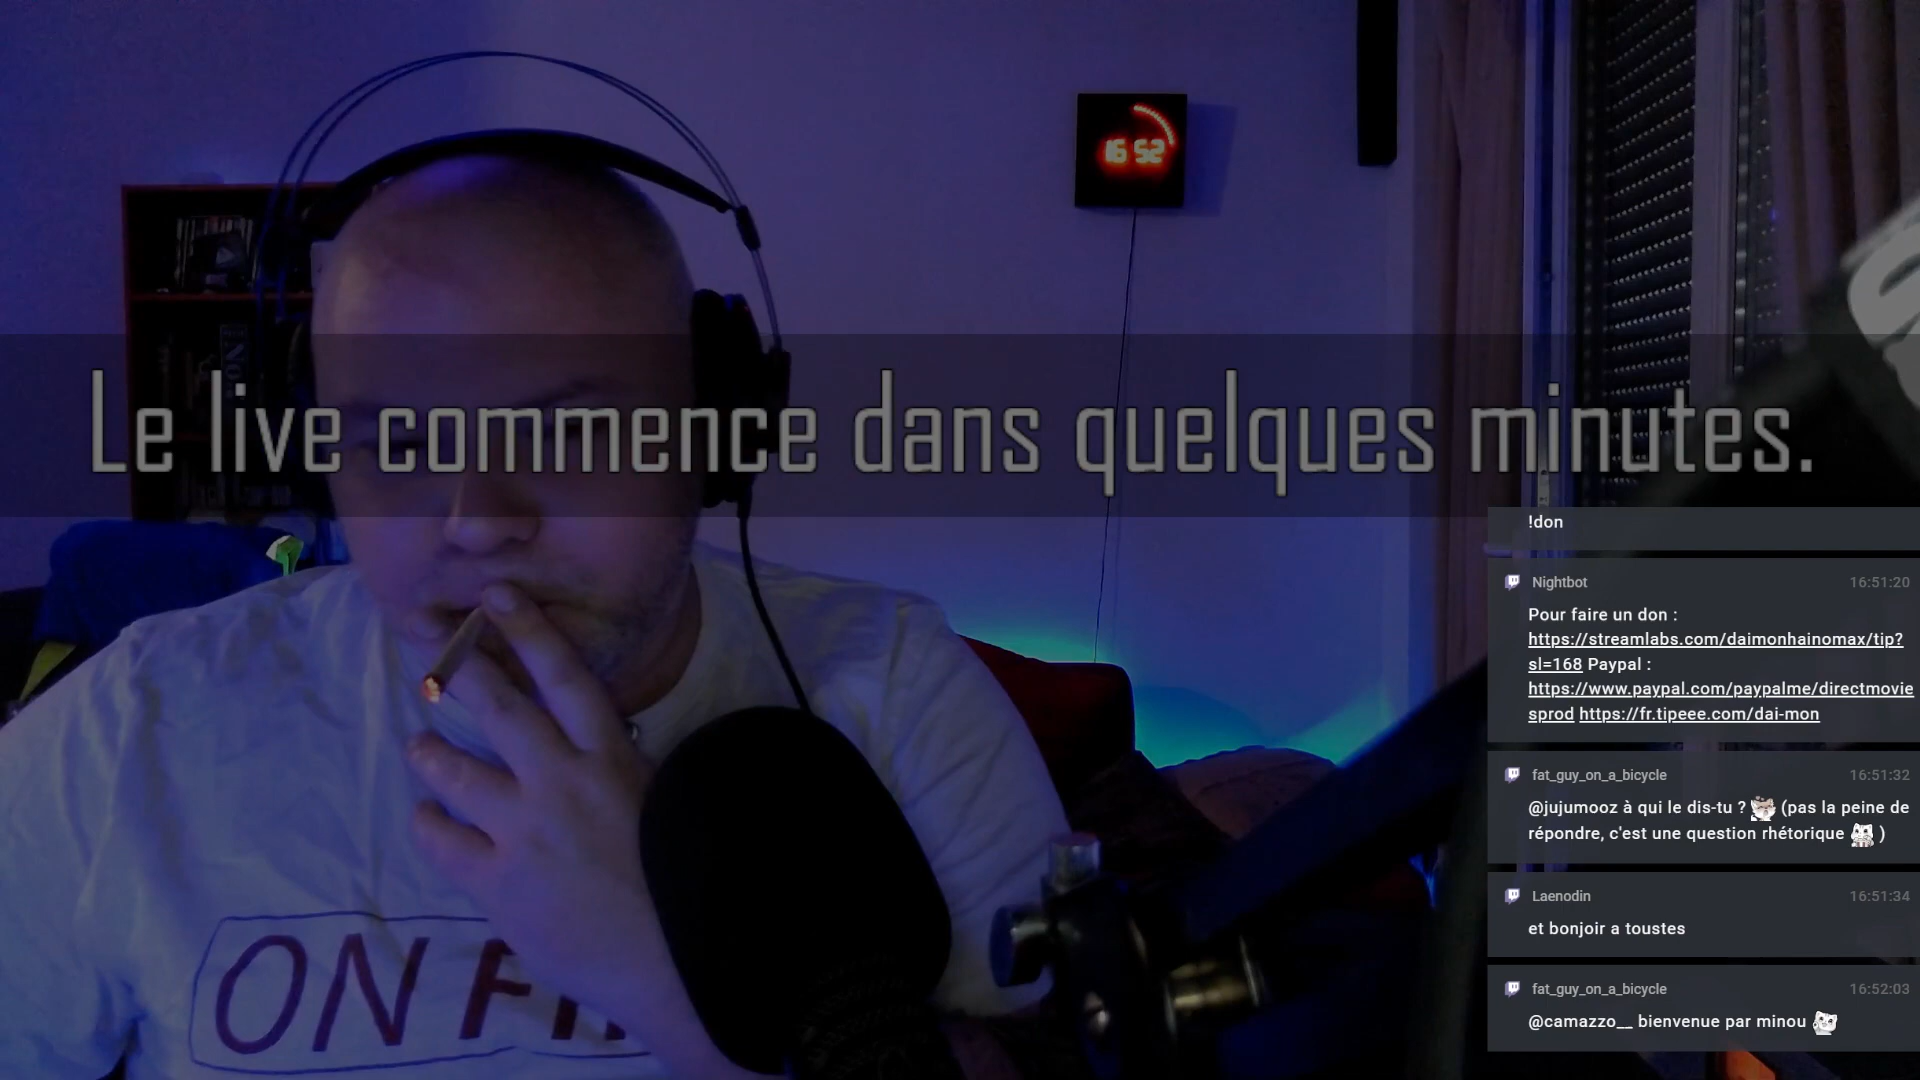 16 52
Le live commence dans quelques minutes.
!don
Nightbot 16:51:20
Pour faire un don :
https://streamlabs.com/daimonhainomax/tip?
sl=168 Paypal :
https://www.paypal.com/paypalme/directmovie
sprod https://fr.tipeee.com/dai-mon
fat_guy_on_a_bicycle 16:51:32
@jujumooz à qui le dis-tu ? (pas la peine de
répondre, c'est une question rhétorique )
Laenodin 16:51:34
et bonjoir a toustes
fat_guy_on_a_bicycle 16:52:03
@camazzo__ bienvenue par minou
ON